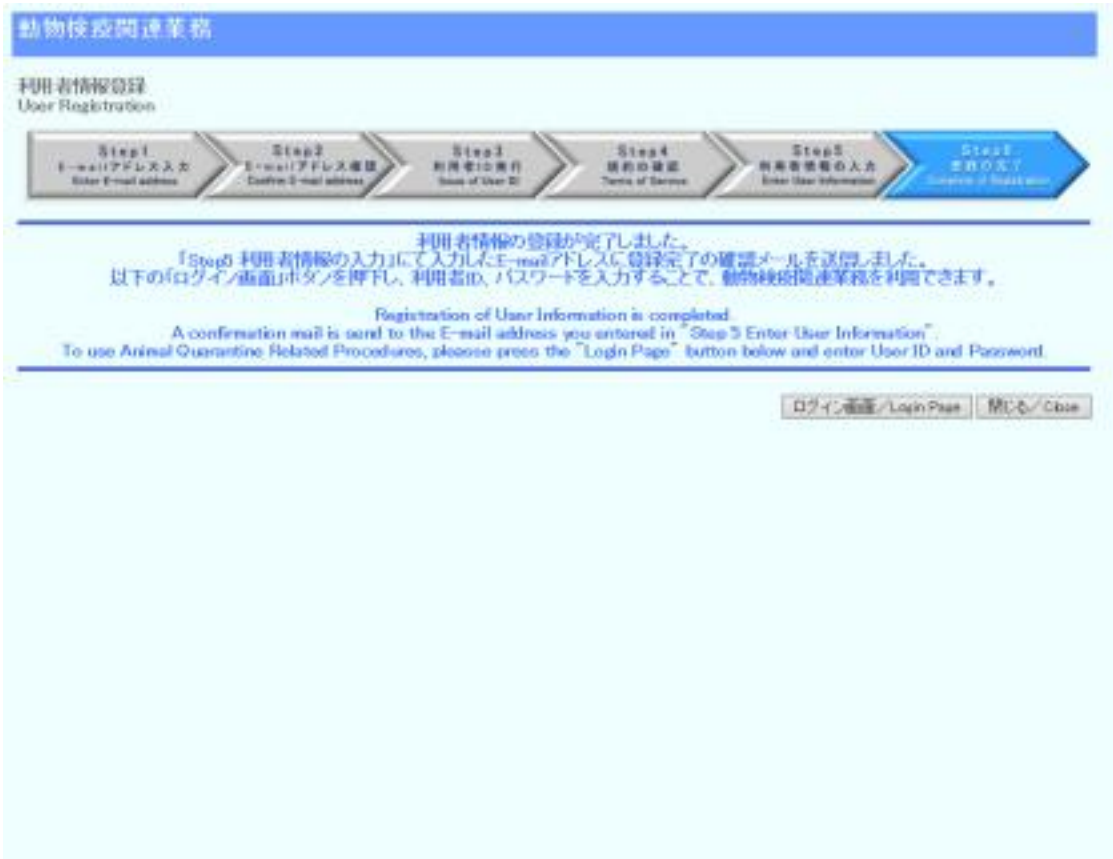 動物検疫関連業務
利用者情報登録
User Registration
Step1
E-mailアドレス入力
Enter E-mail address
Step2
E-mailアドレス確認
Confirm E-mail address
Step3
利用者ID発行
Issue of User ID
Step4
規約の確認
Terms of Service
Step5
利用者情報の入力
Enter User Information
Step6
登録の完了
Completion of Registration
利用者情報の登録が完了しました。
「Step5 利用者情報の入力」にて入力したE-mailアドレスに登録完了の確認メールを送信しました。
以下の「ログイン画面」ボタンを押下し、利用者ID、パスワードを入力することで、動物検疫関連業務を利用できます。
Registration of User Information is completed.
A confirmation mail is send to the E-mail address you entered in "Step 5 Enter User Information".
To use Animal Quarantine Related Procedures, pleasse press the "Login Page" button below and enter User ID and Password.
ログイン画面/Login Page
閉じる/Close